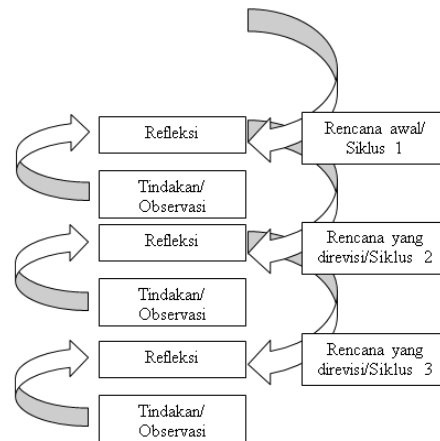 Refleksi
Rencana awal/
Siklus 1
Tindakan/
Observasi
Refleksi
Rencana yang
direvisi/Siklus 2
Tindakan/
Observasi
Refleksi
Rencana yang
direvisi/Siklus 3
Tindakan/
Observasi